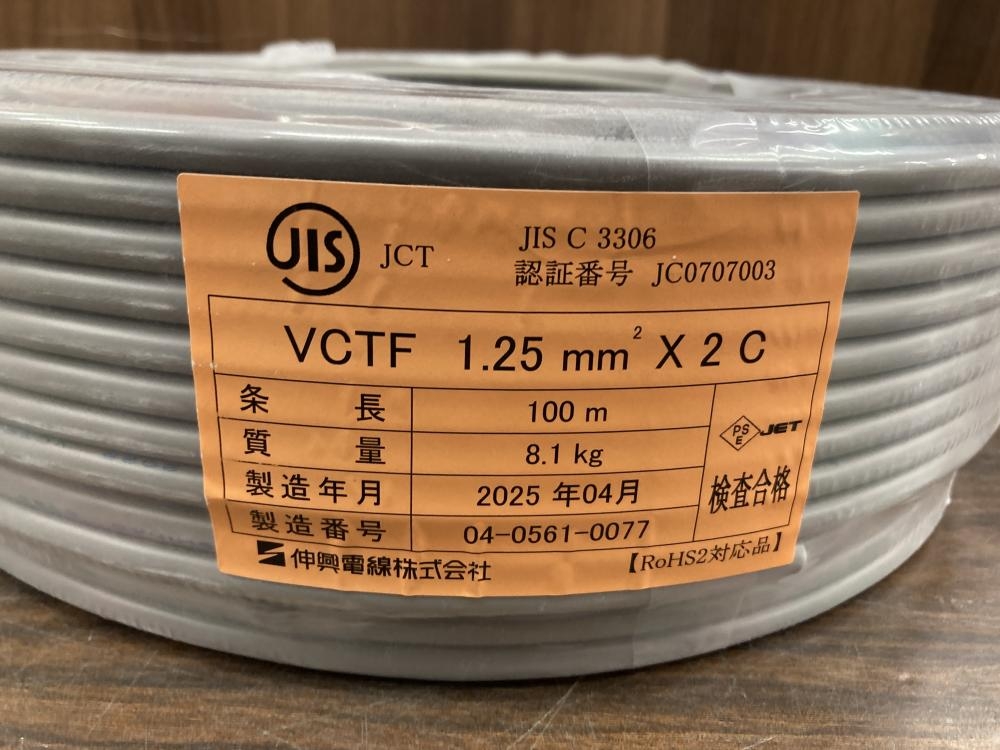 JIS JCT JIS C 3306
認証番号 JC0707003
VCTF 1.25 mm² X 2 C
条長 100 m
質量 8.1 kg
製造年月 2025 年04月
製造番号 04-0561-0077
PSE JET
検査合格
伸興電線株式会社
【RoHS2対応品】